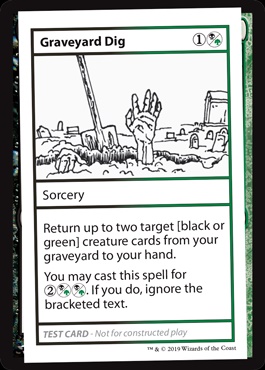 Graveyard Dig 1
Sorcery
Return up to two target [black or
green] creature cards from your
graveyard to your hand.
You may cast this spell for
2. If you do, ignore the
bracketed text.
TEST CARD - Not for constructed play
™ & © 2019 Wizards of the Coast